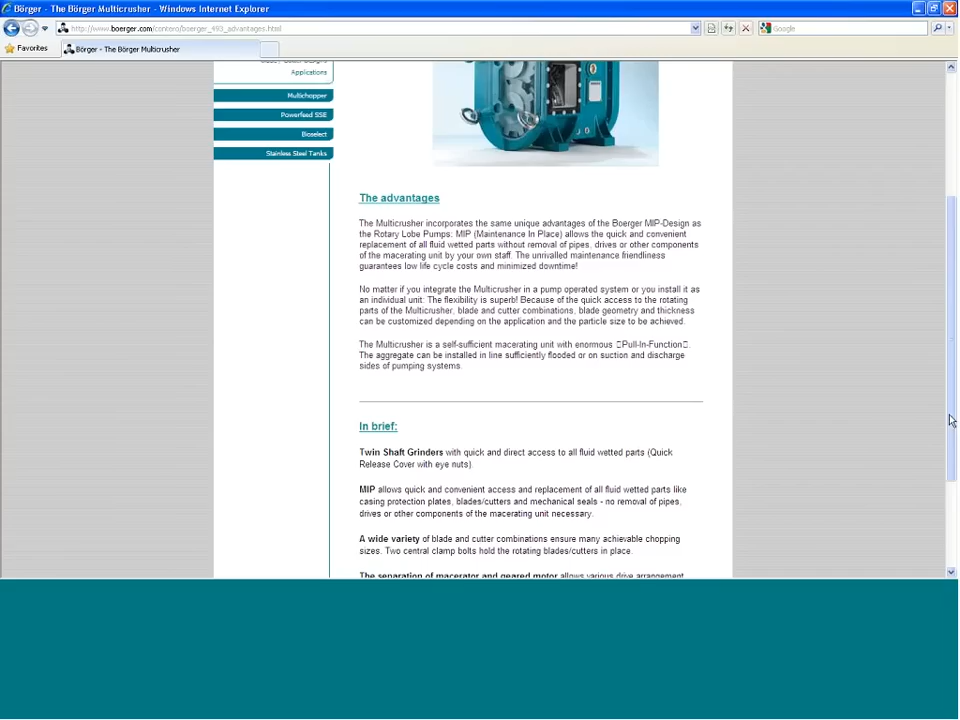 Börger - The Börger Multicrusher - Windows Internet Explorer
http://www.boerger.com/contero/boerger_493_advantages.html
Google
Favorites
Börger - The Börger Multicrusher
Applications
Multichopper
Powerfeed SSE
Bioselect
Stainless Steel Tanks
The advantages
The Multicrusher incorporates the same unique advantages of the Boerger MIP-Design as
the Rotary Lobe Pumps: MIP (Maintenance In Place) allows the quick and convenient
replacement of all fluid wetted parts without removal of pipes, drives or other components
of the macerating unit by your own staff. The unrivalled maintenance friendliness
guarantees low life cycle costs and minimized downtime!
No matter if you integrate the Multicrusher in a pump operated system or you install it as
an individual unit: The flexibility is superb! Because of the quick access to the rotating
parts of the Multicrusher, blade and cutter combinations, blade geometry and thickness
can be customized depending on the application and the particle size to be achieved.
The Multicrusher is a self-sufficient macerating unit with enormous Pull-In-Function.
The aggregate can be installed in line sufficiently flooded or on suction and discharge
sides of pumping systems.
In brief:
Twin Shaft Grinders with quick and direct access to all fluid wetted parts (Quick
Release Cover with eye nuts).
MIP allows quick and convenient access and replacement of all fluid wetted parts like
casing protection plates, blades/cutters and mechanical seals - no removal of pipes,
drives or other components of the macerating unit necessary.
A wide variety of blade and cutter combinations ensure many achievable chopping
sizes. Two central clamp bolts hold the rotating blades/cutters in place.
The separation of macerator and geared motor allows various drive arrangement